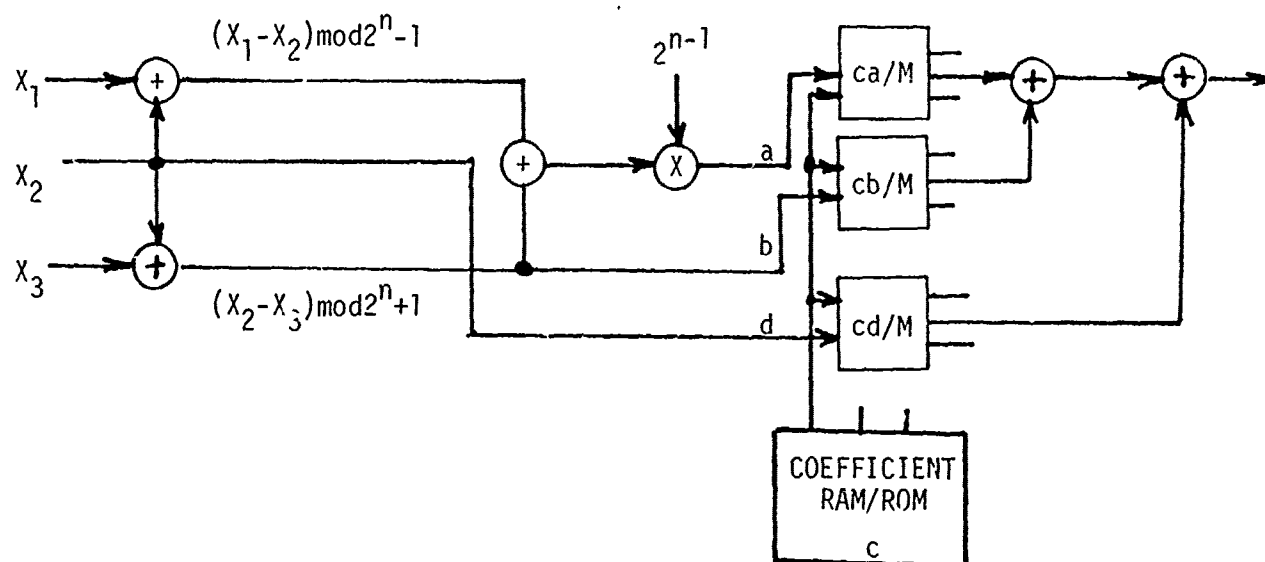 (X₁-X₂)mod2ⁿ-1
2ⁿ⁻¹
X₁
+
ca/M
+
+
X₂
+
X
a
cb/M
X₃
+
b
(X₂-X₃)mod2ⁿ+1
d
cd/M
COEFFICIENT
RAM/ROM
c